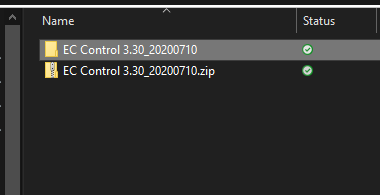 Name Status
EC Control 3.30_20200710
EC Control 3.30_20200710.zip